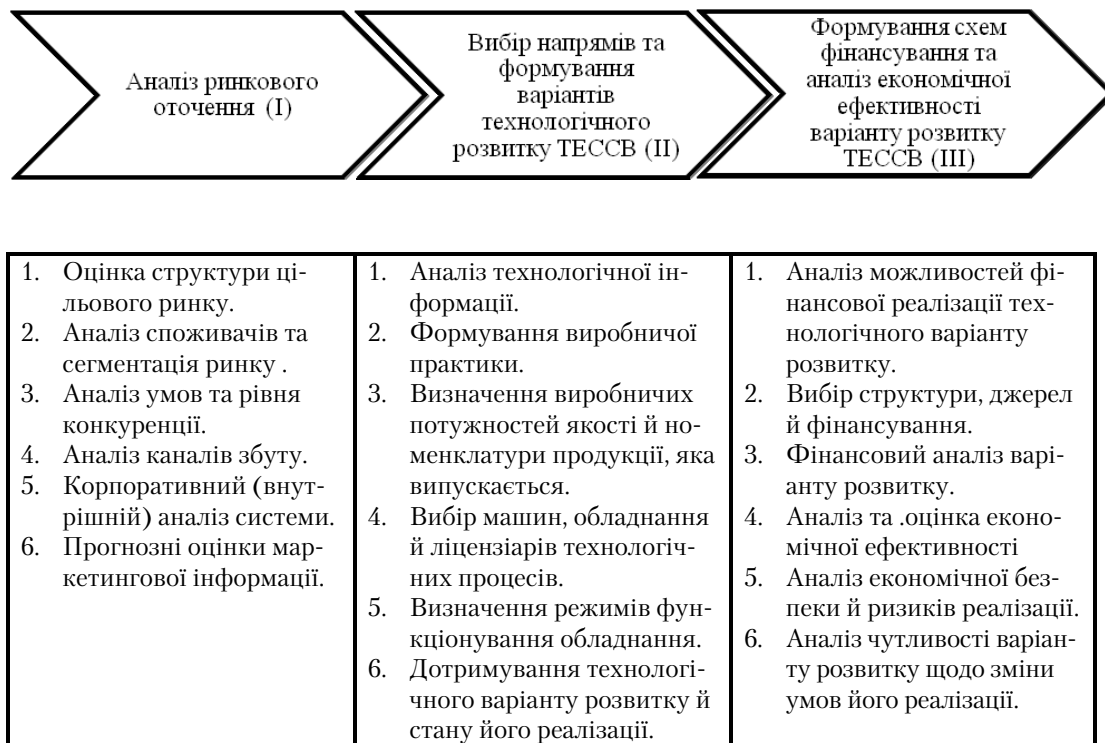 Аналіз ринкового
оточення (I)
Вибір напрямів та
формування
варіантів
технологічного
розвитку ТЕССВ (II)
Формування схем
фінансування та
аналіз економічної
ефективності
варіанту розвитку
ТЕССВ (III)
1. Оцінка структури ці-
льового ринку.
2. Аналіз споживачів та
сегментація ринку .
3. Аналіз умов та рівня
конкуренції.
4. Аналіз каналів збуту.
5. Корпоративний (внут-
рішній) аналіз системи.
6. Прогнозні оцінки мар-
кетингової інформації.
1. Аналіз технологічної ін-
формації.
2. Формування виробничої
практики.
3. Визначення виробничих
потужностей якості й но-
менклатури продукції, яка
випускається.
4. Вибір машин, обладнання
й ліцензіарів технологіч-
них процесів.
5. Визначення режимів фун-
кціонування обладнання.
6. Дотримування технологі-
чного варіанту розвитку й
стану його реалізації.
1. Аналіз можливостей фі-
нансової реалізації тех-
нологічного варіанту
розвитку.
2. Вибір структури, джерел
й фінансування.
3. Фінансовий аналіз варі-
анту розвитку.
4. Аналіз та .оцінка еконо-
мічної ефективності
5. Аналіз економічної без-
пеки й ризиків реалізації.
6. Аналіз чутливості варіан-
ту розвитку щодо зміни
умов його реалізації.